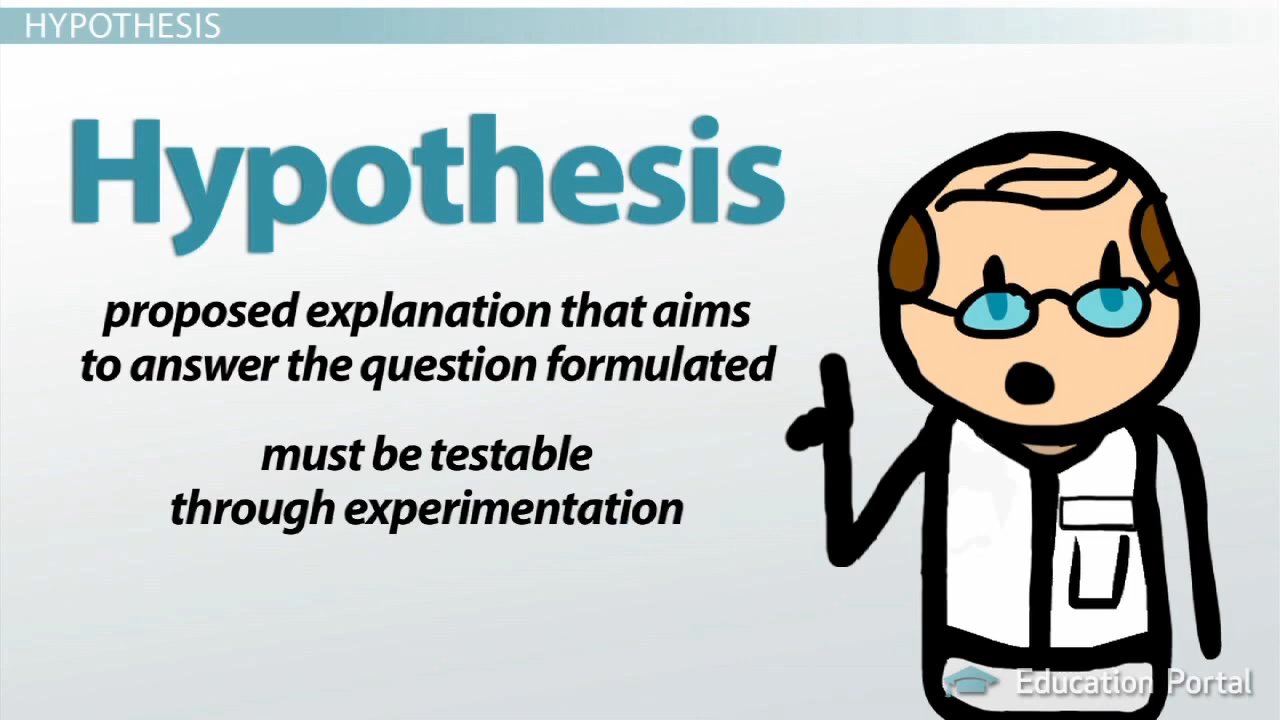 HYPOTHESIS
Hypothesis
proposed explanation that aims
to answer the question formulated
must be testable
through experimentation
Education Portal